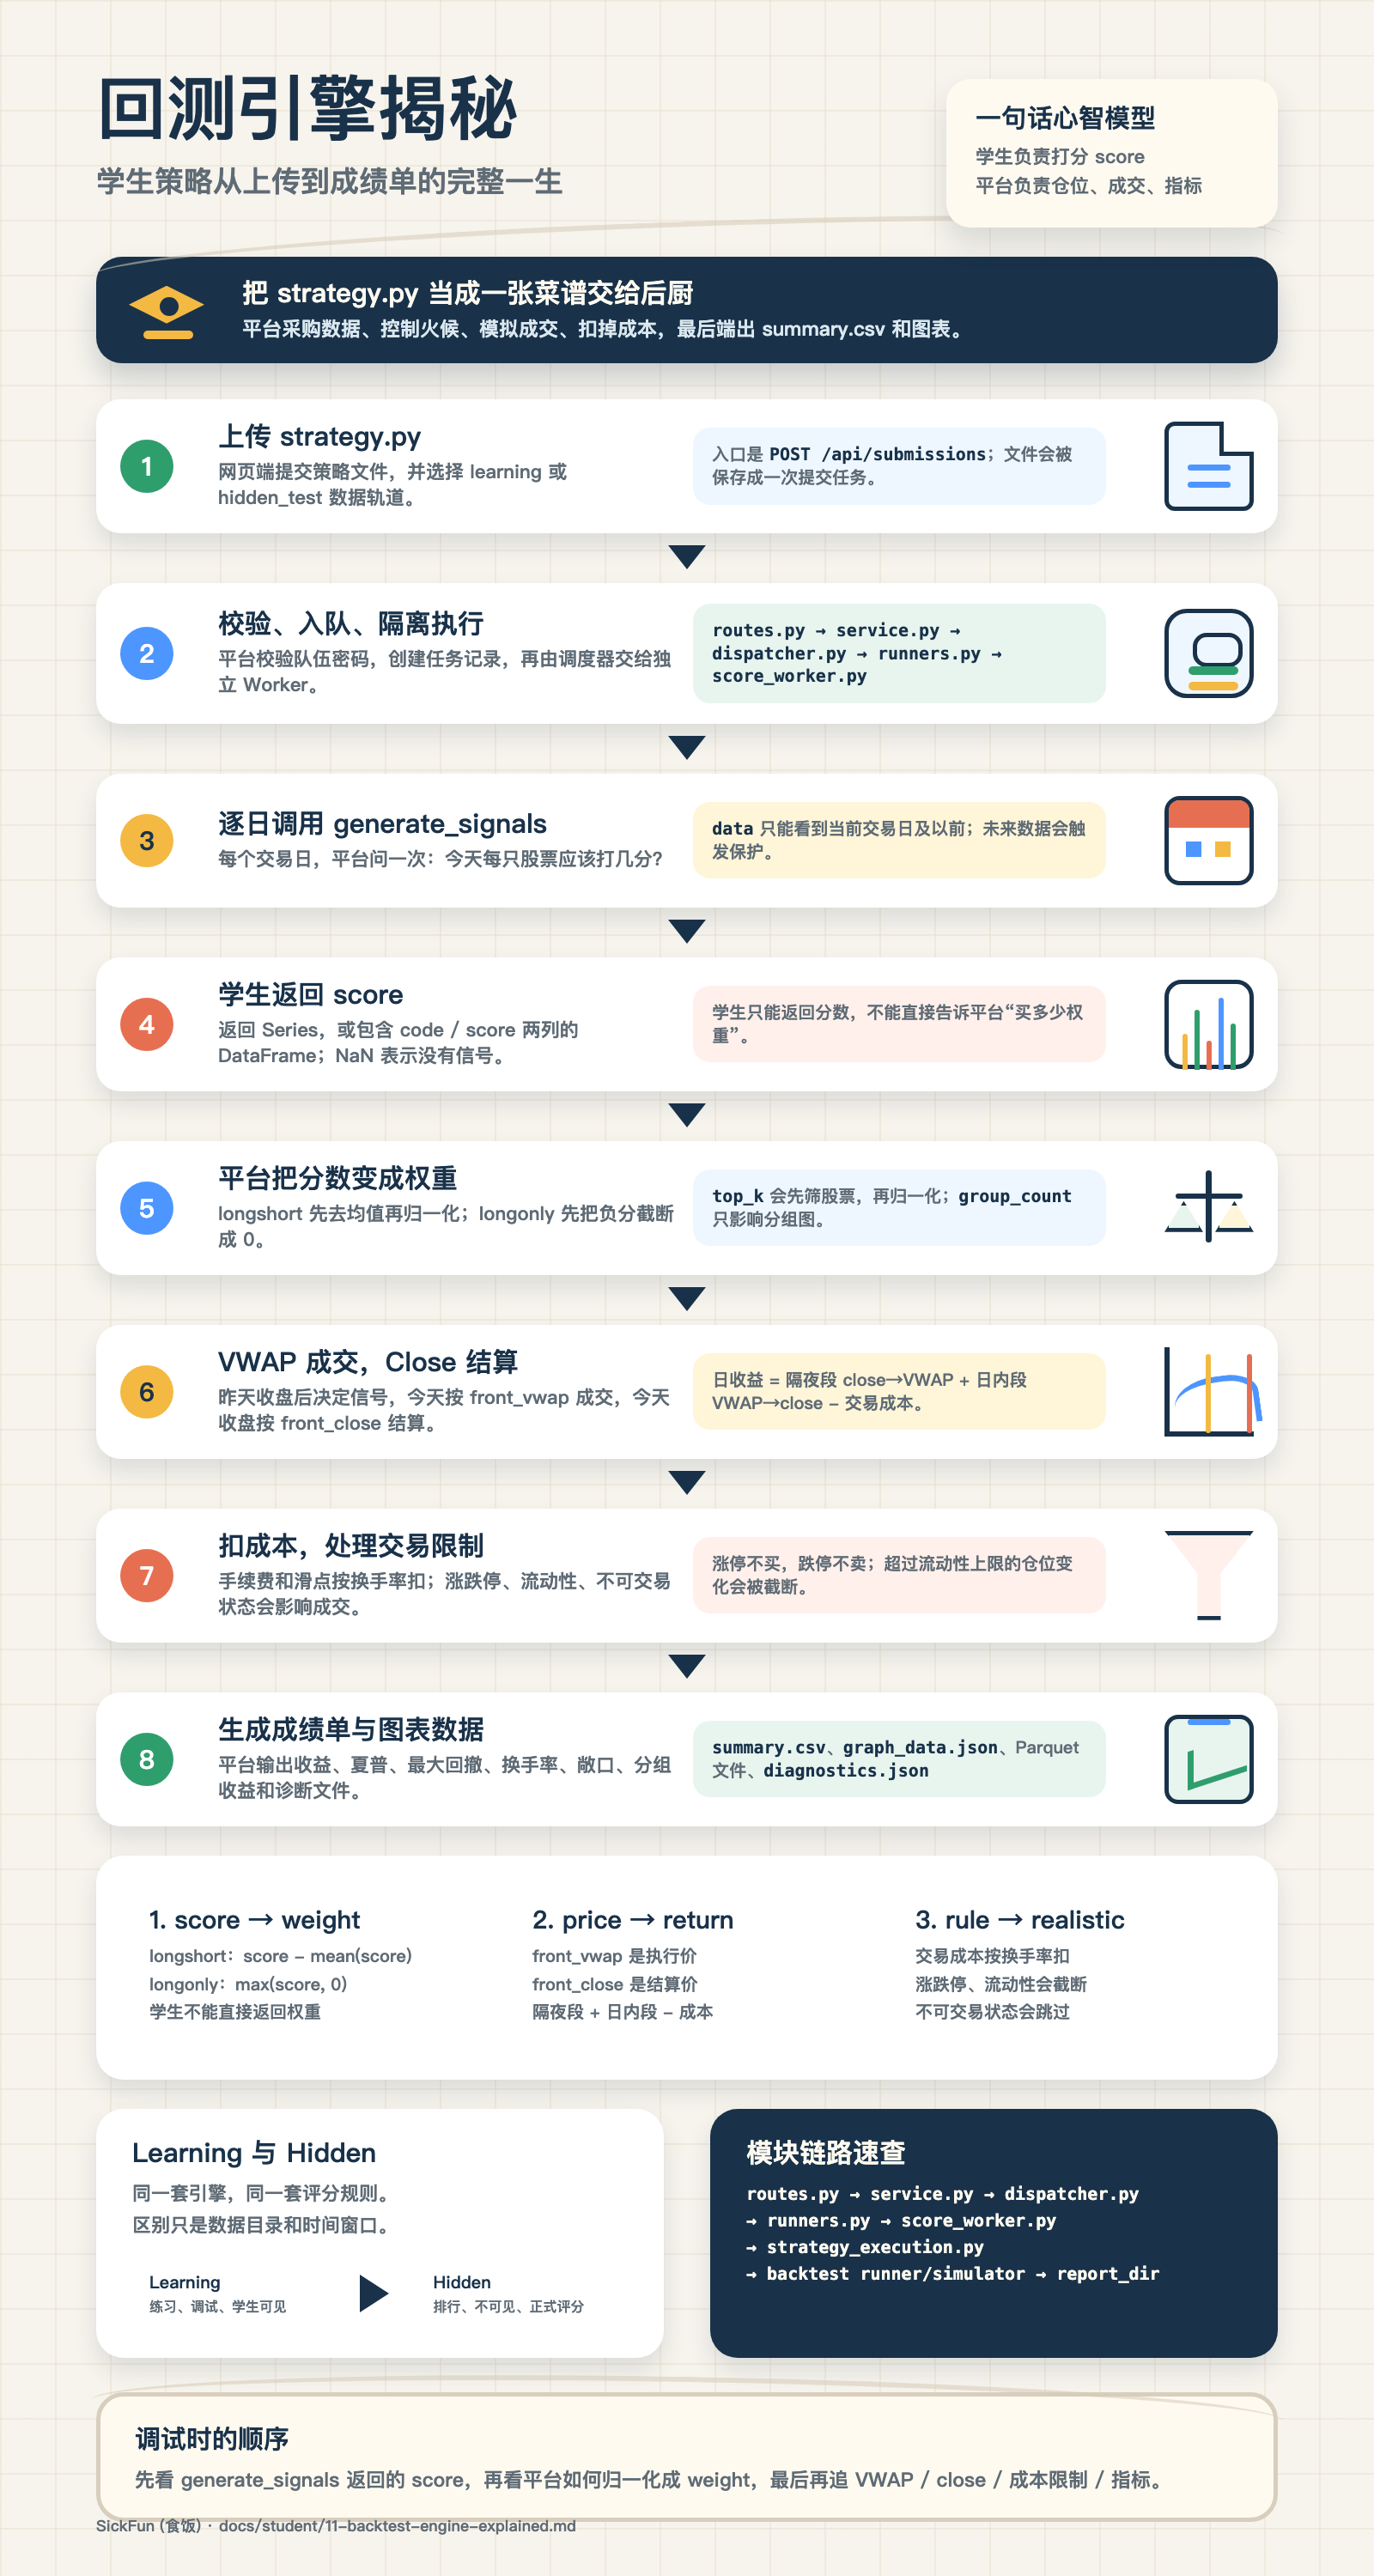 回测引擎揭秘
学生策略从上传到成绩单的完整一生
一句话心智模型
学生负责打分 score
平台负责仓位、成交、指标
把 strategy.py 当成一张菜谱交给后厨
平台采购数据、控制火候、模拟成交、扣掉成本，最后端出 summary.csv 和图表。
1
上传 strategy.py
网页端提交策略文件，并选择 learning 或
hidden_test 数据轨道。
入口是 POST /api/submissions；文件会被
保存成一次提交任务。
2
校验、入队、隔离执行
平台校验队伍密码，创建任务记录，再由调度器交给独
立 Worker。
routes.py → service.py →
dispatcher.py → runners.py →
score_worker.py
3
逐日调用 generate_signals
每个交易日，平台问一次：今天每只股票应该打几分？
data 只能看到当前交易日及以前；未来数据会触
发保护。
4
学生返回 score
返回 Series，或包含 code / score 两列的
DataFrame；NaN 表示没有信号。
学生只能返回分数，不能直接告诉平台“买多少权
重”。
5
平台把分数变成权重
longshort 先去均值再归一化；longonly 先把负分截断
成 0。
top_k 会先筛股票，再归一化；group_count
只影响分组图。
6
VWAP 成交，Close 结算
昨天收盘后决定信号，今天按 front_vwap 成交，今天
收盘按 front_close 结算。
日收益 = 隔夜段 close→VWAP + 日内段
VWAP→close − 交易成本。
7
扣成本，处理交易限制
手续费和滑点按换手率扣；涨跌停、流动性、不可交易
状态会影响成交。
涨停不买，跌停不卖；超过流动性上限的仓位变
化会被截断。
8
生成成绩单与图表数据
平台输出收益、夏普、最大回撤、换手率、敞口、分组
收益和诊断文件。
summary.csv、graph_data.json、Parquet
文件、diagnostics.json
1. score → weight
longshort：score − mean(score)
longonly：max(score, 0)
学生不能直接返回权重
2. price → return
front_vwap 是执行价
front_close 是结算价
隔夜段 + 日内段 − 成本
3. rule → realistic
交易成本按换手率扣
涨跌停、流动性会截断
不可交易状态会跳过
Learning 与 Hidden
同一套引擎，同一套评分规则。
区别只是数据目录和时间窗口。
Learning
练习、调试、学生可见
Hidden
排行、不可见、正式评分
模块链路速查
routes.py → service.py → dispatcher.py
→ runners.py → score_worker.py
→ strategy_execution.py
→ backtest runner/simulator → report_dir
调试时的顺序
先看 generate_signals 返回的 score，再看平台如何归一化成 weight，最后再追 VWAP / close / 成本限制 / 指标。
SickFun (食饭) · docs/student/11-backtest-engine-explained.md